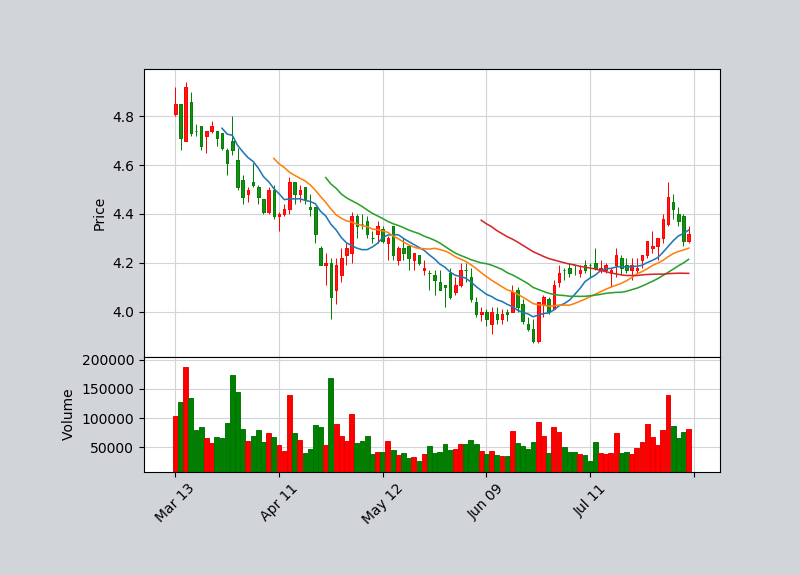 4.8
4.6
4.4
4.2
4.0
Price
200000
150000
100000
50000
Volume
Mar 13
Apr 11
May 12
Jun 09
Jul 11